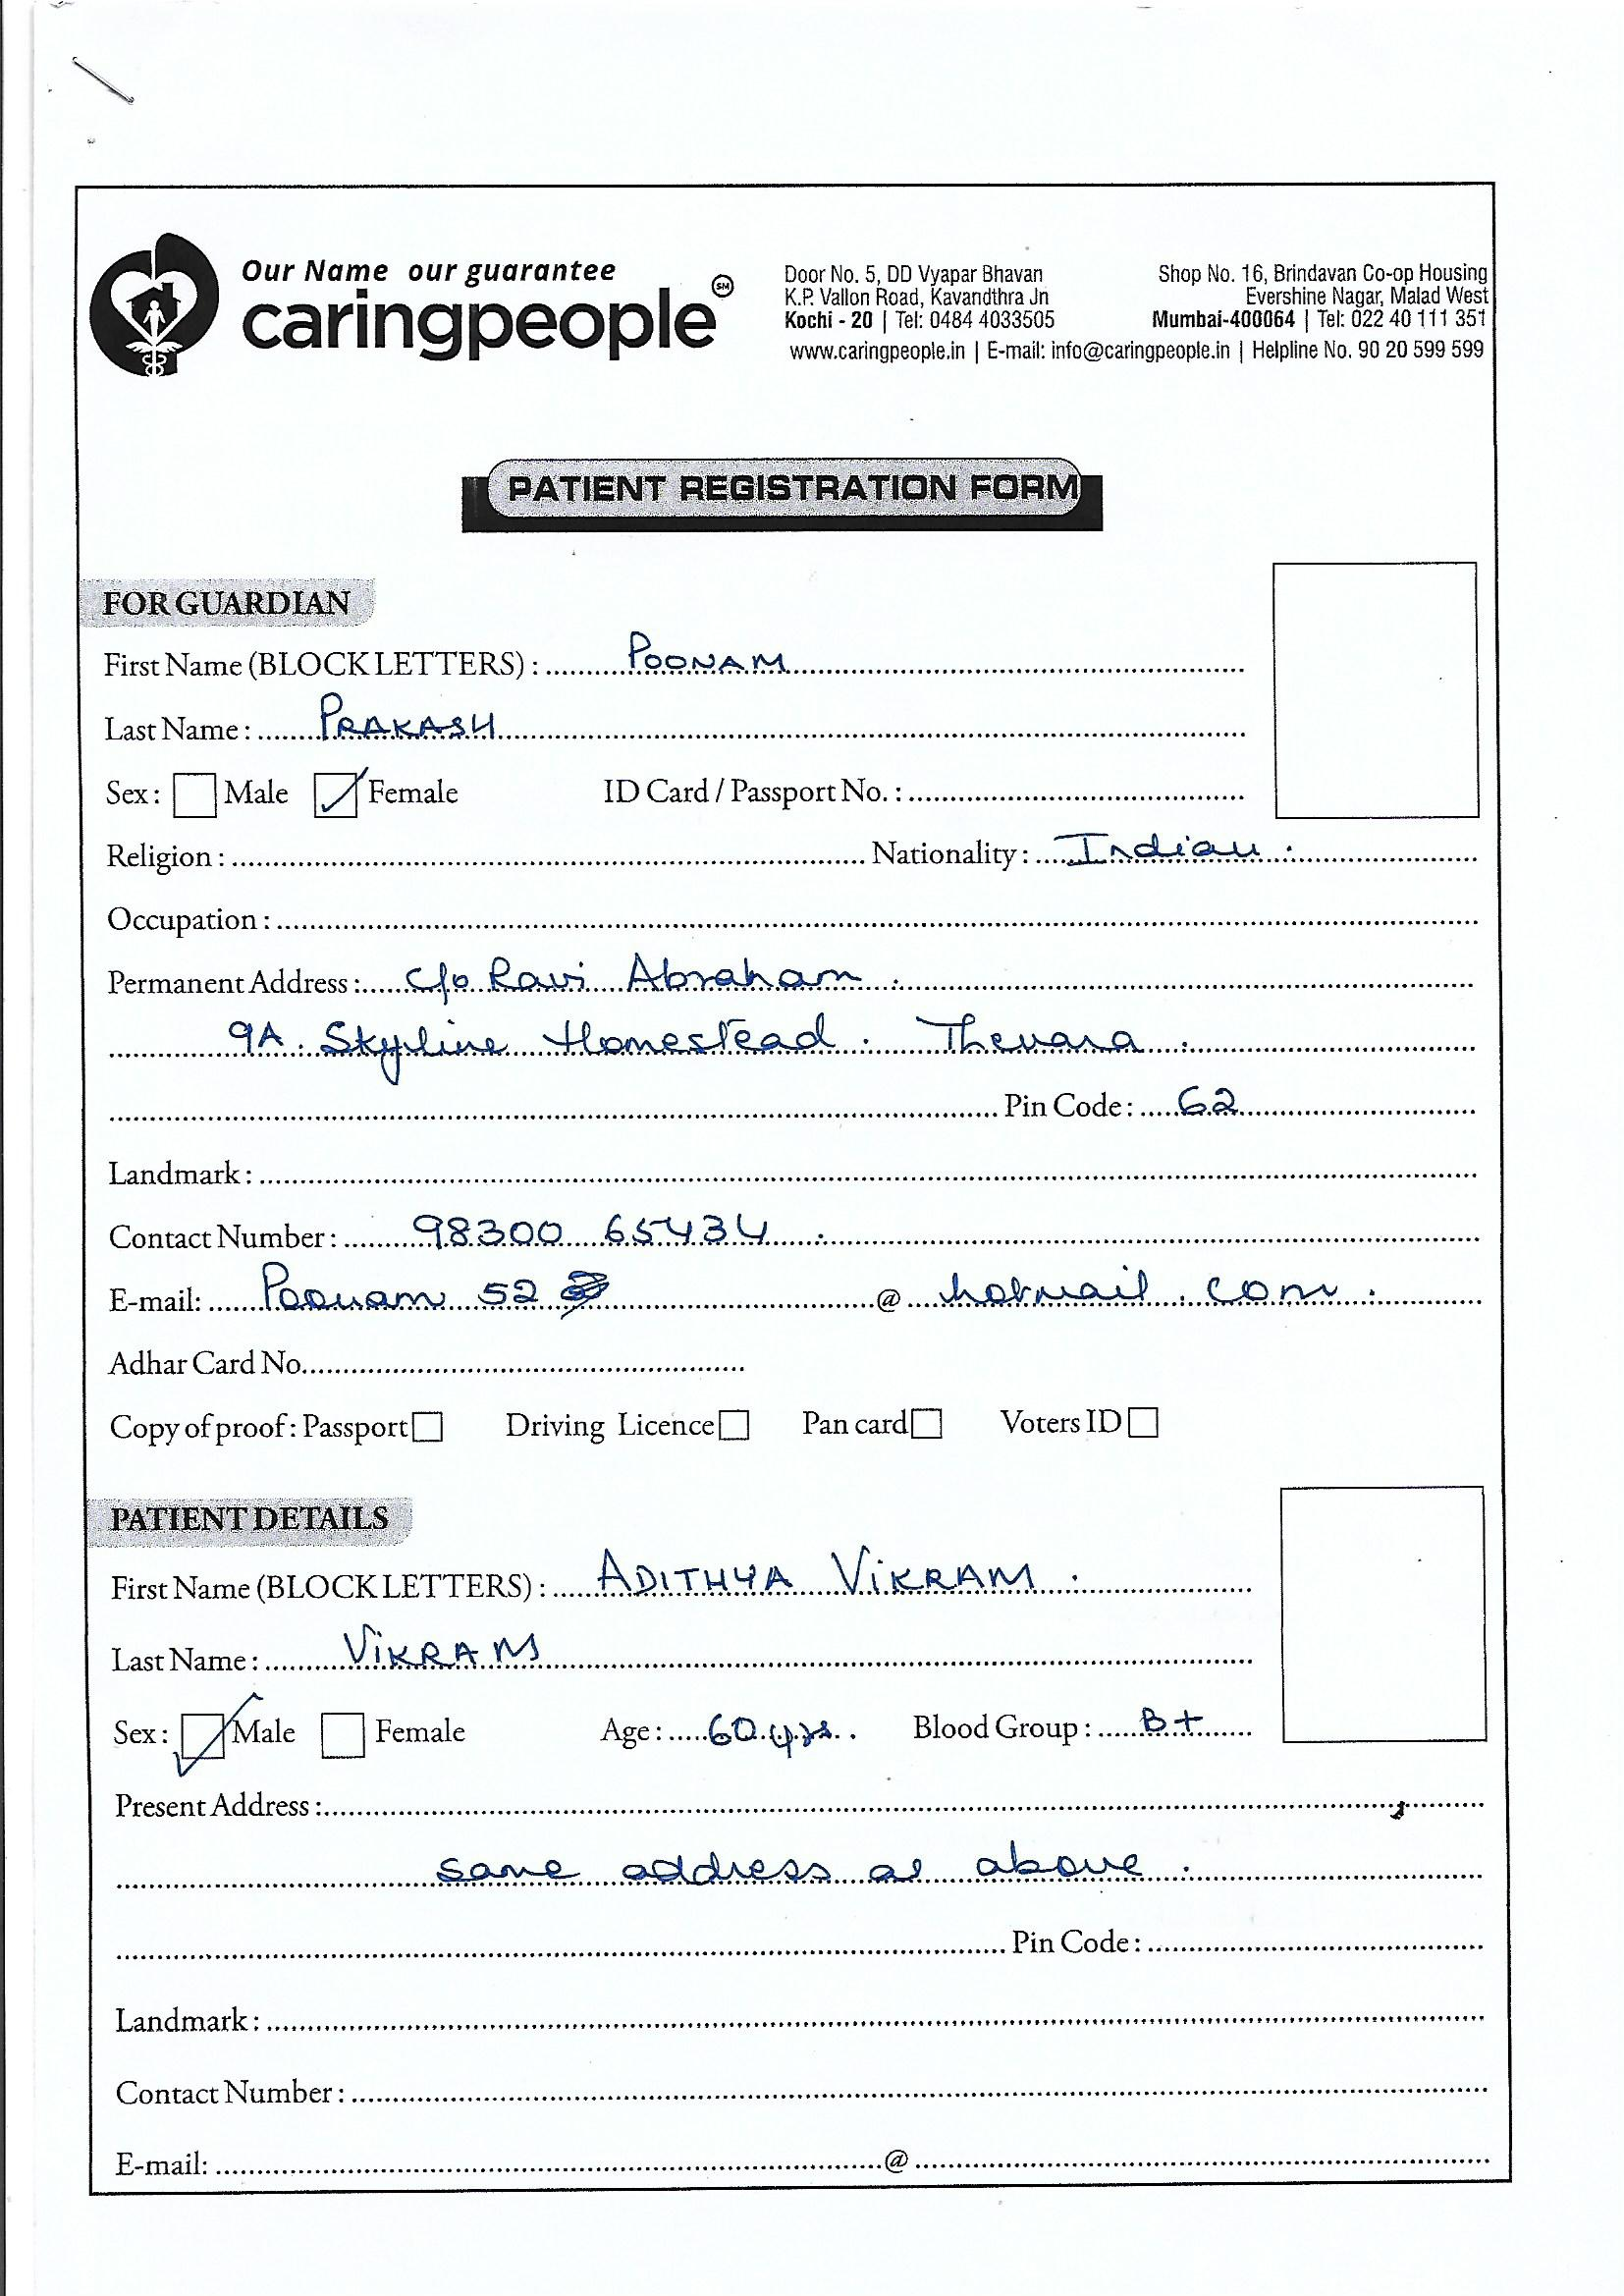 Our Name our guarantee
caringpeople SM
Door No. 5, DD Vyapar Bhavan
K.P. Vallon Road, Kavandthra Jn
Kochi - 20 | Tel: 0484 4033505
Shop No. 16, Brindavan Co-op Housing
Evershine Nagar, Malad West
Mumbai-400064 | Tel: 022 40 111 351
www.caringpeople.in | E-mail: info@caringpeople.in | Helpline No. 90 20 599 599
PATIENT REGISTRATION FORM
FOR GUARDIAN
First Name (BLOCK LETTERS) : POONAM
Last Name : PRAKASH
Sex : Male Female ID Card / Passport No. :
Religion : Nationality : Indian .
Occupation :
Permanent Address : C/o Ravi Abraham .
9A . Skyline Homestead . Thevara .
Pin Code : 62
Landmark :
Contact Number : 98300 65434 .
E-mail: Poonam 52 @ hotmail . com .
Adhar Card No.
Copy of proof : Passport Driving Licence Pan card Voters ID
PATIENT DETAILS
First Name (BLOCK LETTERS) : ADITHYA VIKRAM .
Last Name : VIKRAM
Sex : Male Female Age : 60 yrs. Blood Group : B+
Present Address :
same address as above .
Pin Code :
Landmark :
Contact Number :
E-mail: @